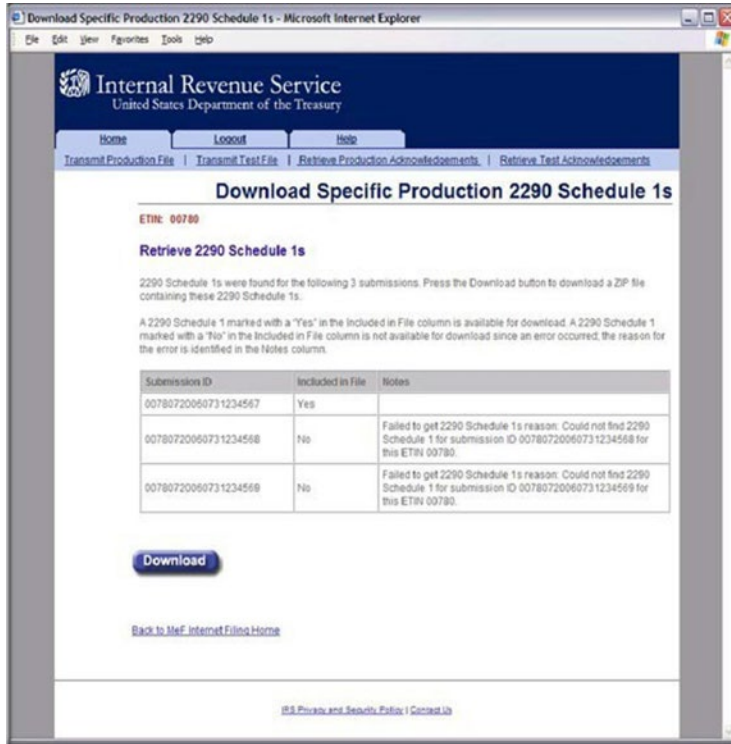 Download Specific Production 2290 Schedule 1s - Microsoft Internet Explorer
File Edit View Favorites Tools Help
Internal Revenue Service
United States Department of the Treasury
Home Logout Help
Transmit Production File | Transmit Test File | Retrieve Production Acknowledgements | Retrieve Test Acknowledgements
Download Specific Production 2290 Schedule 1s
ETIN: 00780
Retrieve 2290 Schedule 1s
2290 Schedule 1s were found for the following 3 submissions. Press the Download button to download a ZIP file
containing these 2290 Schedule 1s.
A 2290 Schedule 1 marked with a "Yes" in the Included in File column is available for download. A 2290 Schedule 1
marked with a "No" in the Included in File column is not available for download since an error occurred; the reason for
the error is identified in the Notes column.
Submission ID Included in File Notes
00780720060731234567 Yes
Failed to get 2290 Schedule 1s reason: Could not find 2290
00780720060731234568 No Schedule 1 for submission ID 00780720060731234568 for
this ETIN 00780.
Failed to get 2290 Schedule 1s reason: Could not find 2290
00780720060731234569 No Schedule 1 for submission ID 00780720060731234569 for
this ETIN 00780.
Download
Back to MeF Internet Filing Home
IRS Privacy and Security Policy | Contact Us